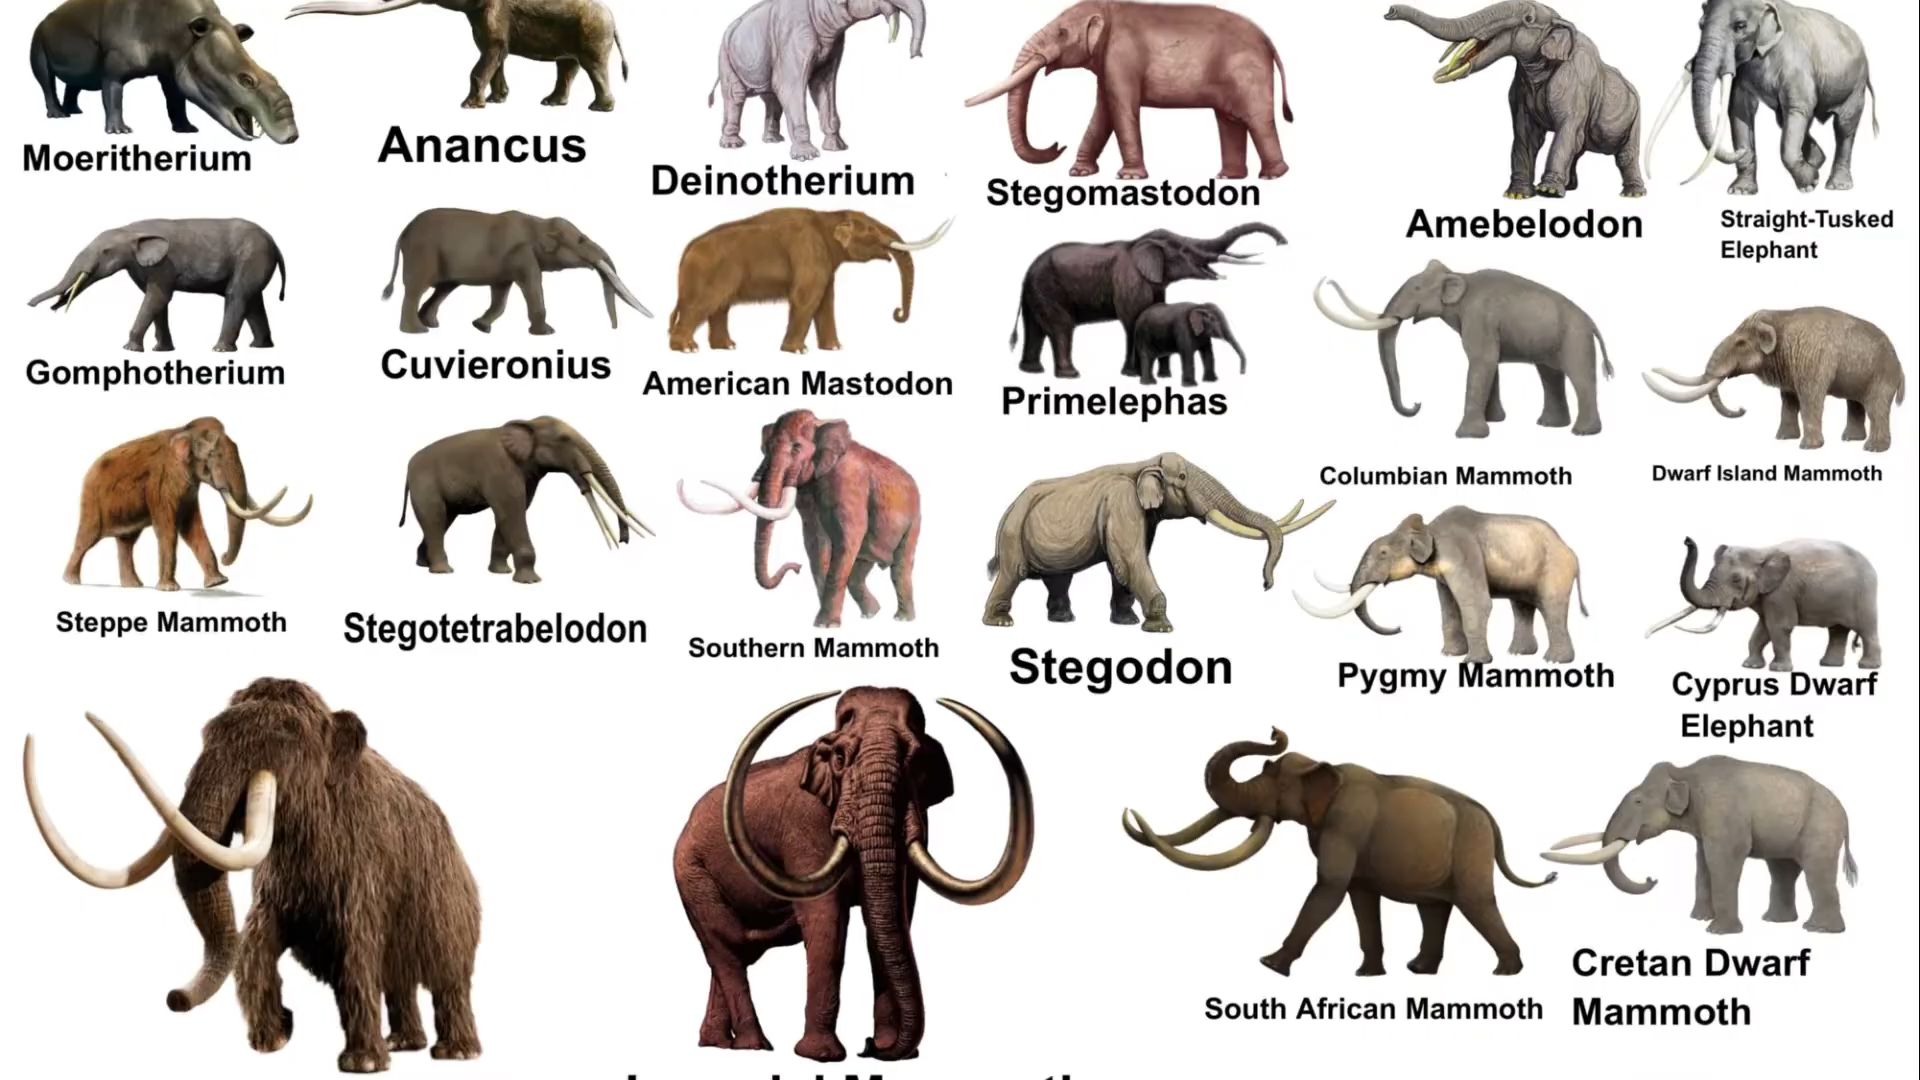 Moeritherium
Anancus
Deinotherium
Stegomastodon
Amebelodon
Straight-Tusked
Elephant
Gomphotherium
Cuvieronius
American Mastodon
Primelephas
Columbian Mammoth
Dwarf Island Mammoth
Steppe Mammoth
Stegotetrabelodon
Southern Mammoth
Stegodon
Pygmy Mammoth
Cyprus Dwarf
Elephant
South African Mammoth
Cretan Dwarf
Mammoth